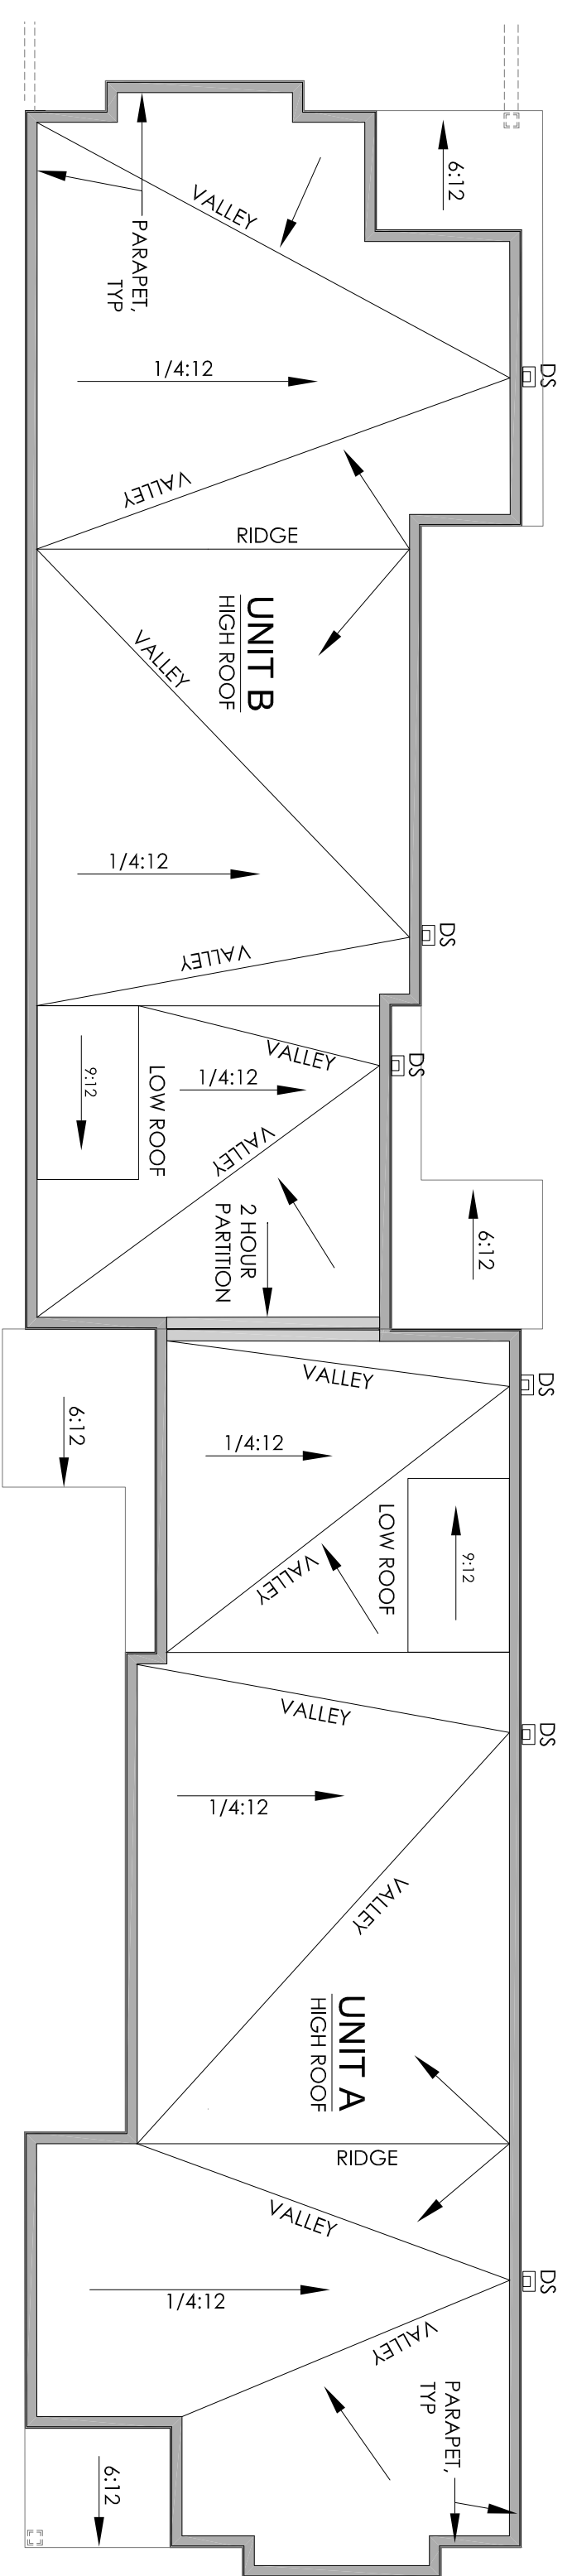 6:12
VALLEY
PARAPET,
TYP
1/4:12
DS
VALLEY
RIDGE
UNIT B
HIGH ROOF
VALLEY
1/4:12
DS
VALLEY
VALLEY
DS
9:12
LOW ROOF
1/4:12
VALLEY
2 HOUR
PARTITION
6:12
VALLEY
DS
6:12
1/4:12
LOW ROOF
9:12
VALLEY
VALLEY
DS
1/4:12
VALLEY
UNIT A
HIGH ROOF
RIDGE
VALLEY
DS
1/4:12
VALLEY
PARAPET,
TYP
6:12